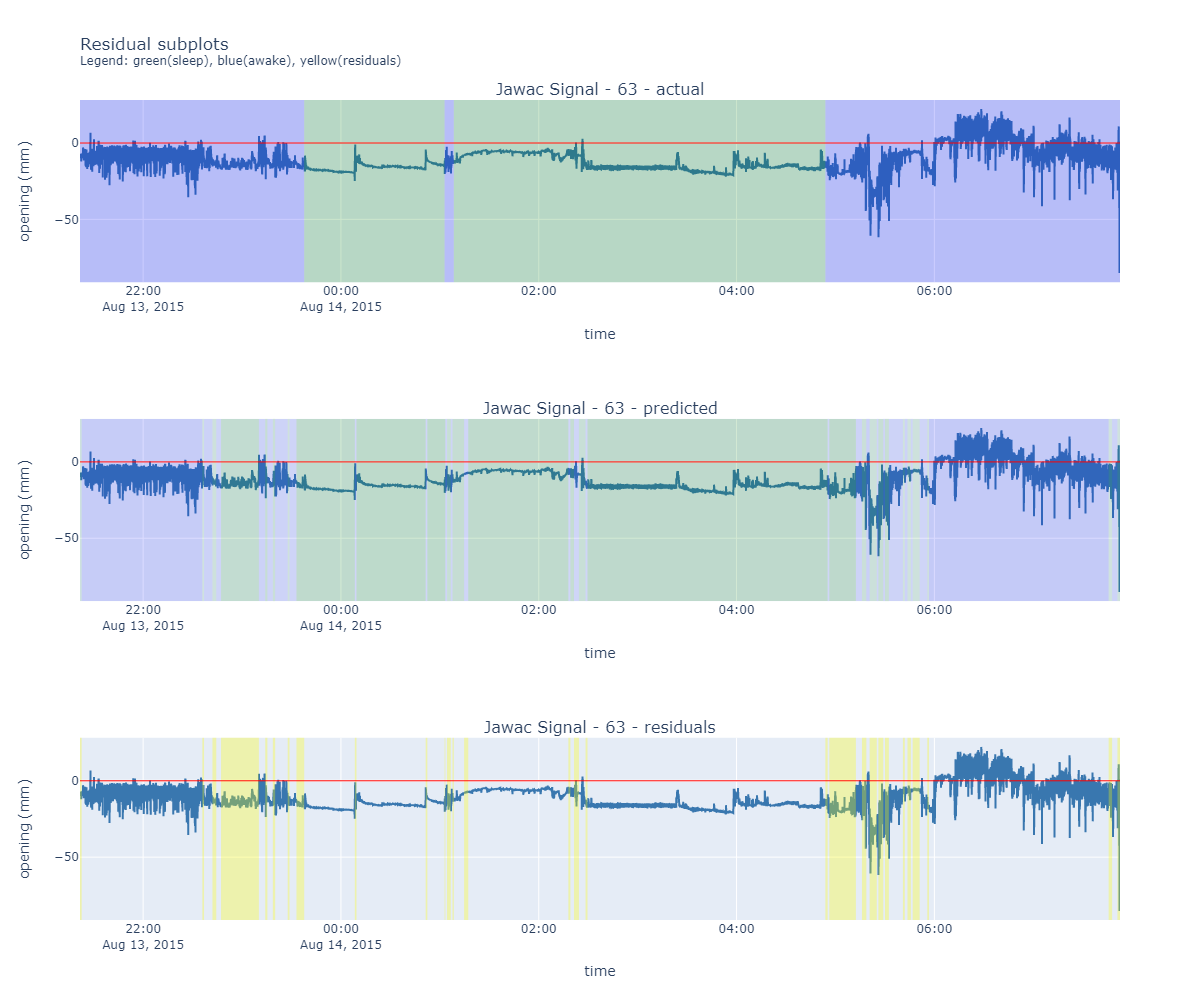 Residual subplots
Legend: green(sleep), blue(awake), yellow(residuals)
Jawac Signal - 63 - actual
opening (mm)
0
−50
22:00 00:00 02:00 04:00 06:00
Aug 13, 2015 Aug 14, 2015
time
Jawac Signal - 63 - predicted
opening (mm)
0
−50
22:00 00:00 02:00 04:00 06:00
Aug 13, 2015 Aug 14, 2015
time
Jawac Signal - 63 - residuals
opening (mm)
0
−50
22:00 00:00 02:00 04:00 06:00
Aug 13, 2015 Aug 14, 2015
time